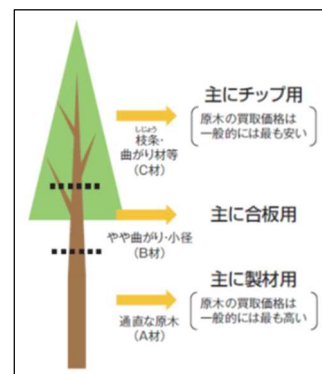 主にチップ用
原木の買取価格は
一般的には最も安い
しじょう
枝条・
曲がり材等
(C材)
主に合板用
やや曲がり・小径
(B材)
主に製材用
原木の買取価格は
一般的には最も高い
通直な原木
(A材)